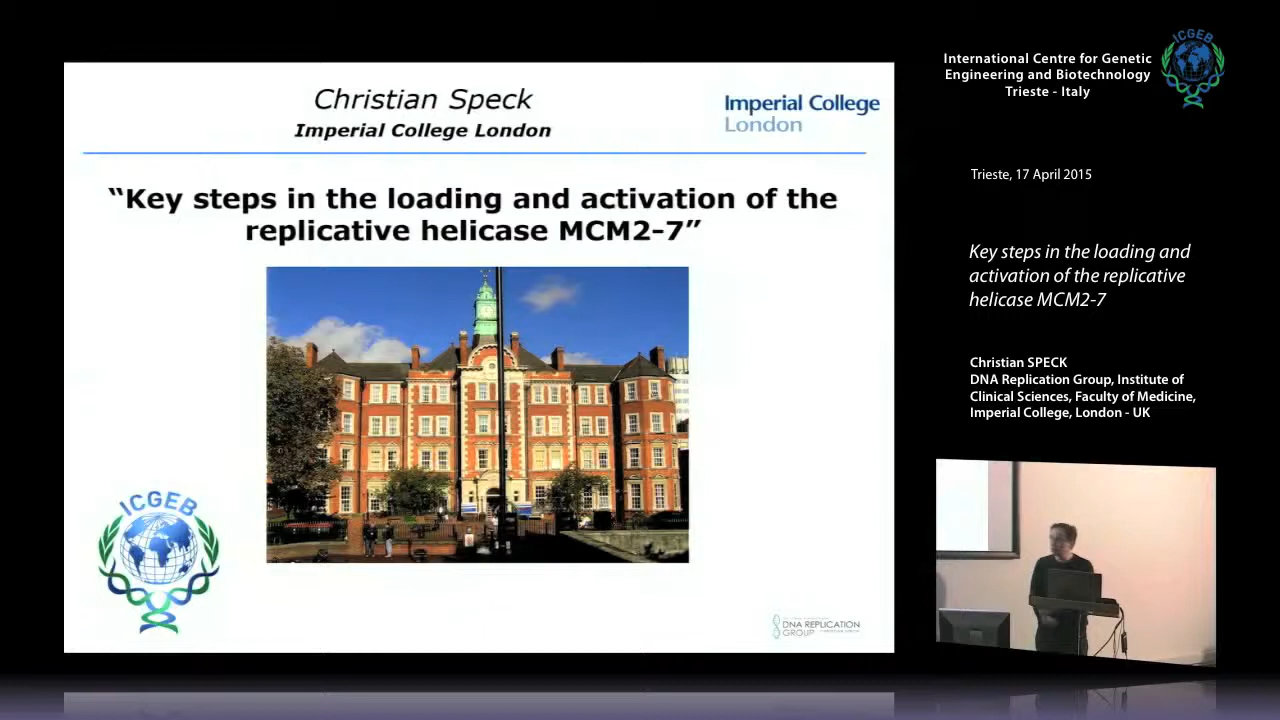 Christian Speck
Imperial College London
Imperial College
London
“Key steps in the loading and activation of the
replicative helicase MCM2-7”
ICGEB
DNA REPLICATION
GROUP
ICGEB
International Centre for Genetic
Engineering and Biotechnology
Trieste - Italy
Trieste, 17 April 2015
Key steps in the loading and
activation of the replicative
helicase MCM2-7
Christian SPECK
DNA Replication Group, Institute of
Clinical Sciences, Faculty of Medicine,
Imperial College, London - UK